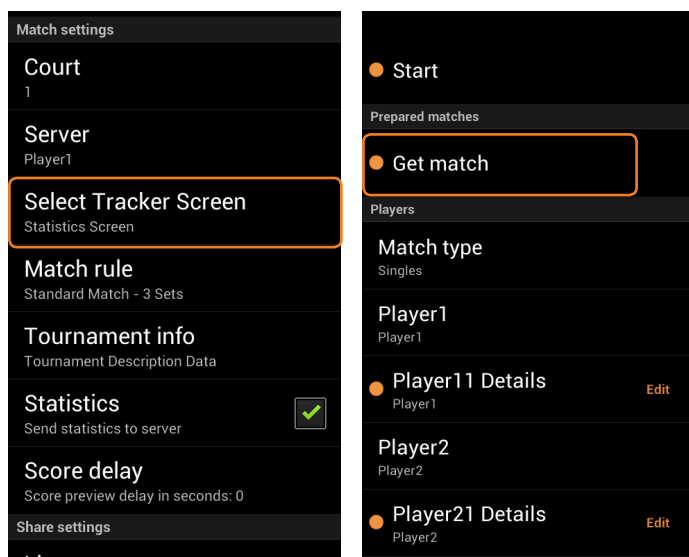 Match settings
Court
1
Server
Player1
Select Tracker Screen
Statistics Screen
Match rule
Standard Match - 3 Sets
Tournament info
Tournament Description Data
Statistics
Send statistics to server
Score delay
Score preview delay in seconds: 0
Share settings
Start
Prepared matches
Get match
Players
Match type
Singles
Player1
Player1
Player11 Details
Player1
Edit
Player2
Player2
Player21 Details
Player2
Edit